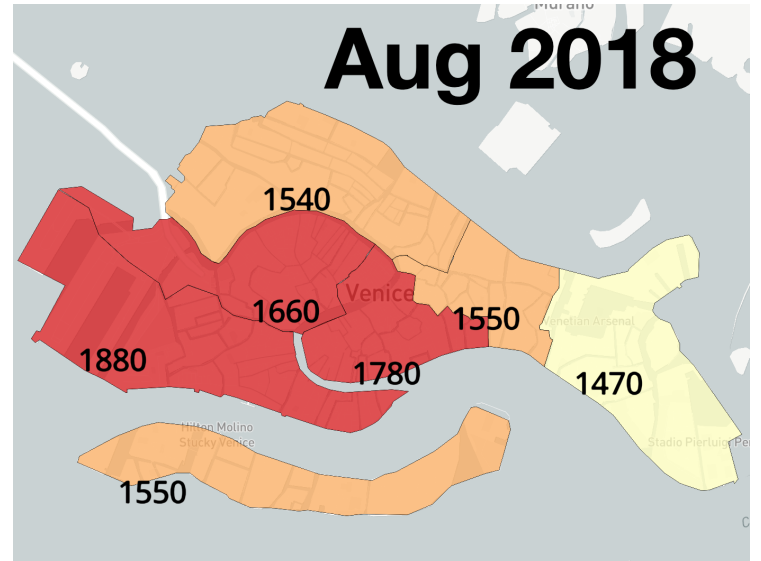 Murano
Aug 2018
1540
Venice
1660
1550
Venetian Arsenal
1880
1780
1470
Hilton Molino
Stucky Venice
Stadio Pierluigi Pe
1550
C